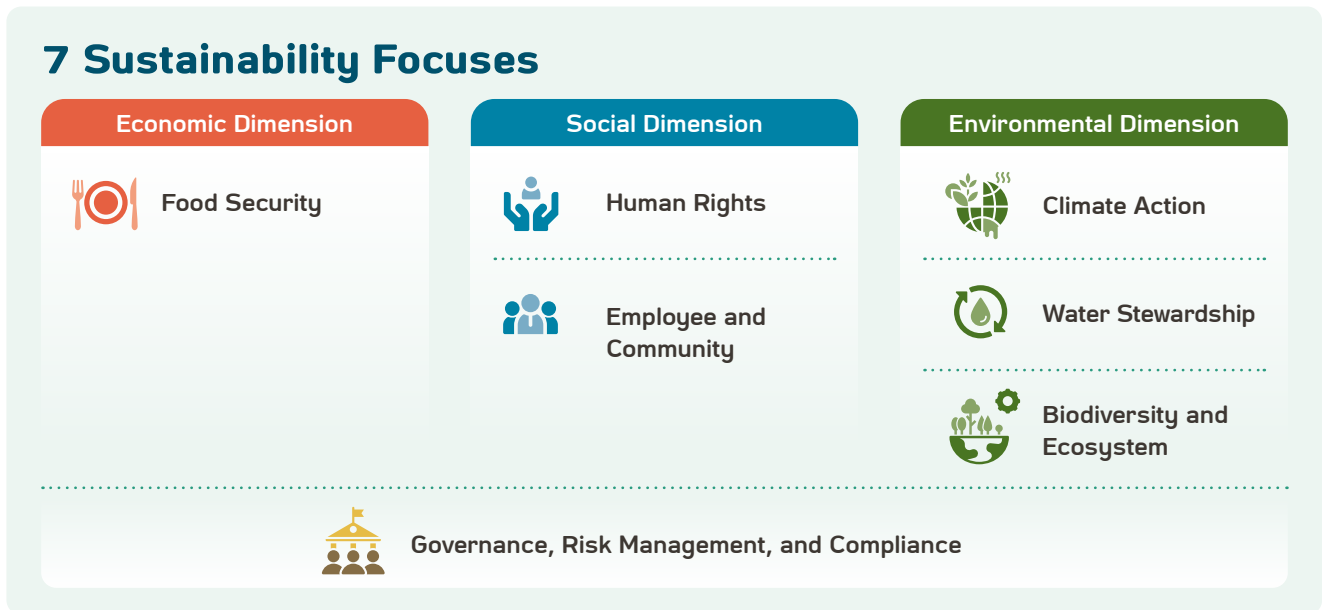 7 Sustainability Focuses
Economic Dimension
Food Security
Social Dimension
Human Rights
Employee and
Community
Environmental Dimension
Climate Action
Water Stewardship
Biodiversity and
Ecosystem
Governance, Risk Management, and Compliance